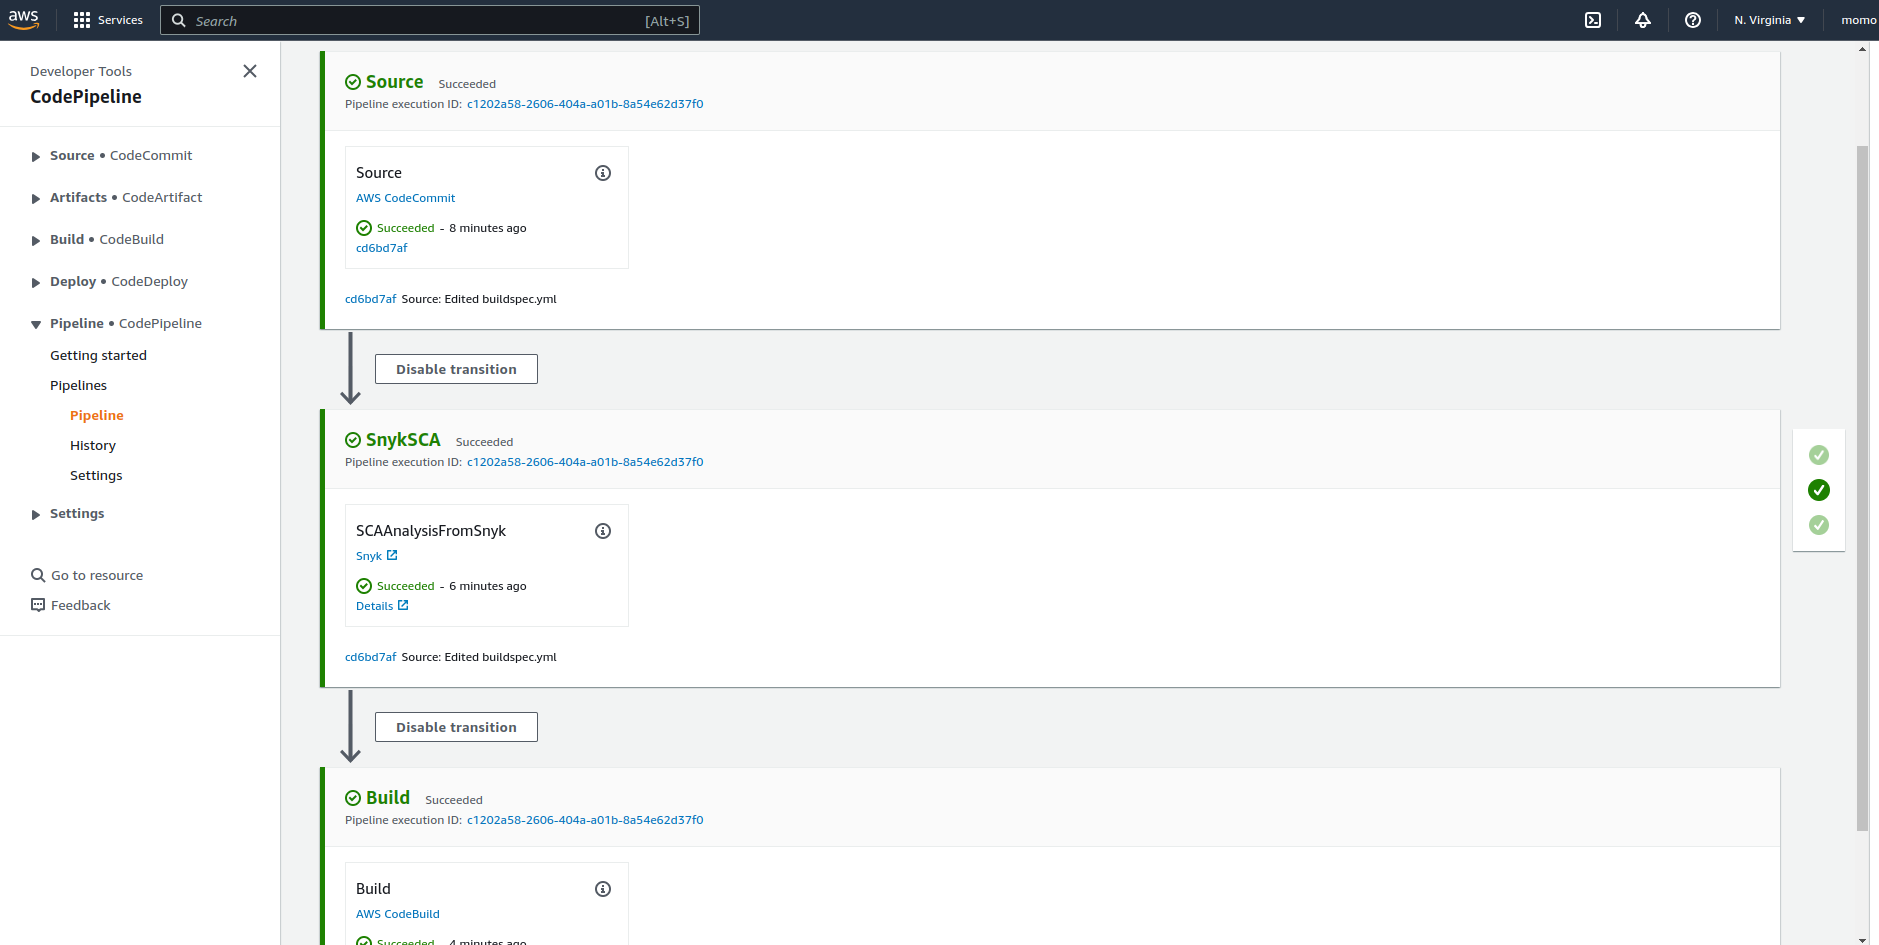 aws
Services
Search [Alt+S]
N. Virginia ▼
momo
Developer Tools
CodePipeline
Source • CodeCommit
Artifacts • CodeArtifact
Build • CodeBuild
Deploy • CodeDeploy
Pipeline • CodePipeline
Getting started
Pipelines
Pipeline
History
Settings
Settings
Go to resource
Feedback
Source Succeeded
Pipeline execution ID: c1202a58-2606-404a-a01b-8a54e62d37f0
Source
AWS CodeCommit
Succeeded - 8 minutes ago
cd6bd7af
cd6bd7af Source: Edited buildspec.yml
Disable transition
SnykSCA Succeeded
Pipeline execution ID: c1202a58-2606-404a-a01b-8a54e62d37f0
SCAAnalysisFromSnyk
Snyk
Succeeded - 6 minutes ago
Details
cd6bd7af Source: Edited buildspec.yml
Disable transition
Build Succeeded
Pipeline execution ID: c1202a58-2606-404a-a01b-8a54e62d37f0
Build
AWS CodeBuild
Succeeded - 4 minutes ago